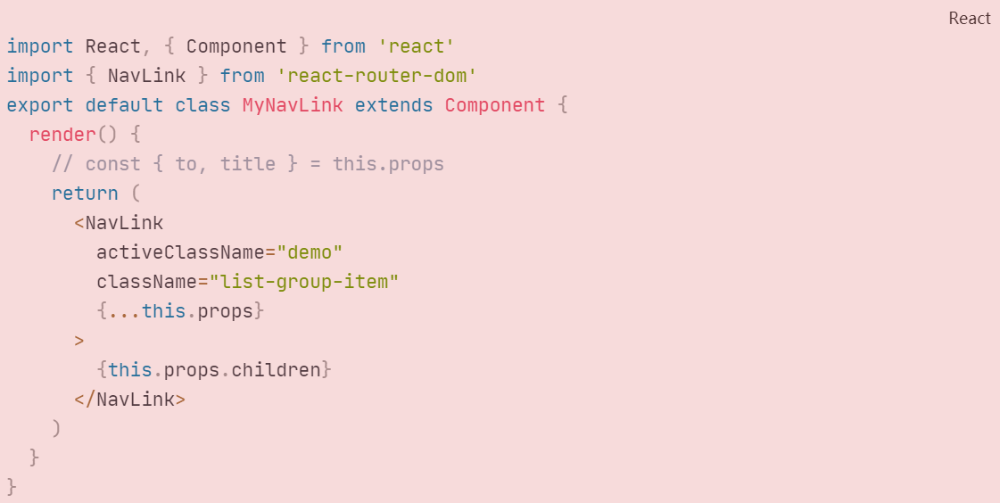 React
import React, { Component } from 'react'
import { NavLink } from 'react-router-dom'
export default class MyNavLink extends Component {
  render() {
    // const { to, title } = this.props
    return (
      <NavLink
        activeClassName="demo"
        className="list-group-item"
        {...this.props}
      >
        {this.props.children}
      </NavLink>
    )
  }
}